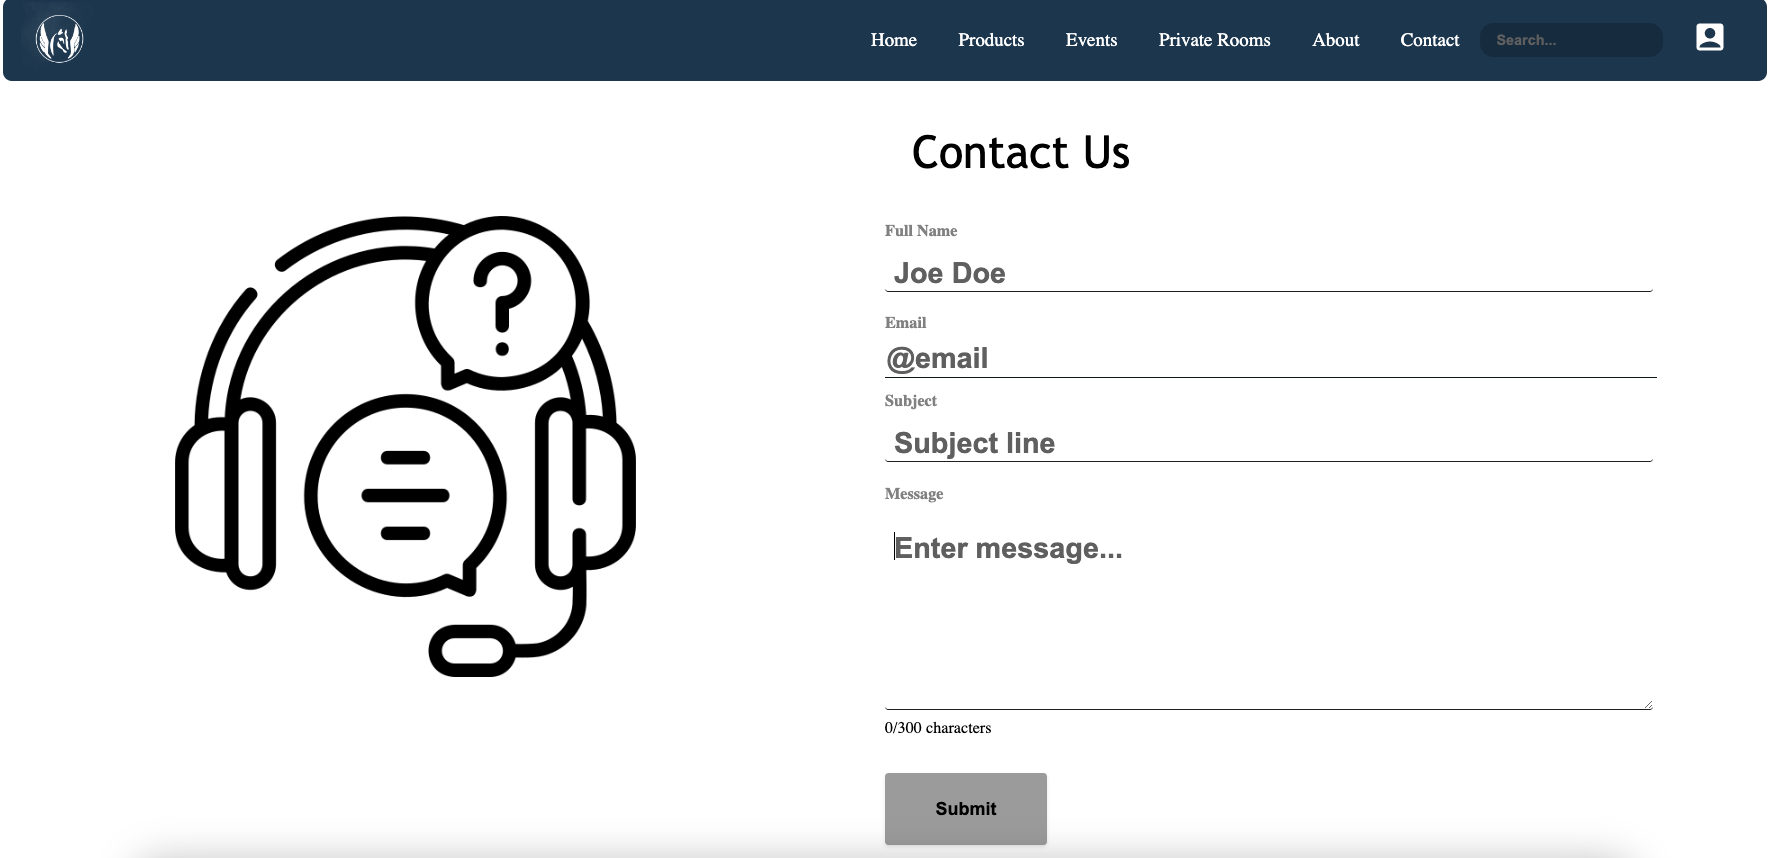 Home Products Events Private Rooms About Contact Search...
Contact Us
Full Name
Joe Doe
Email
@email
Subject
Subject line
Message
Enter message...
0/300 characters
Submit
?